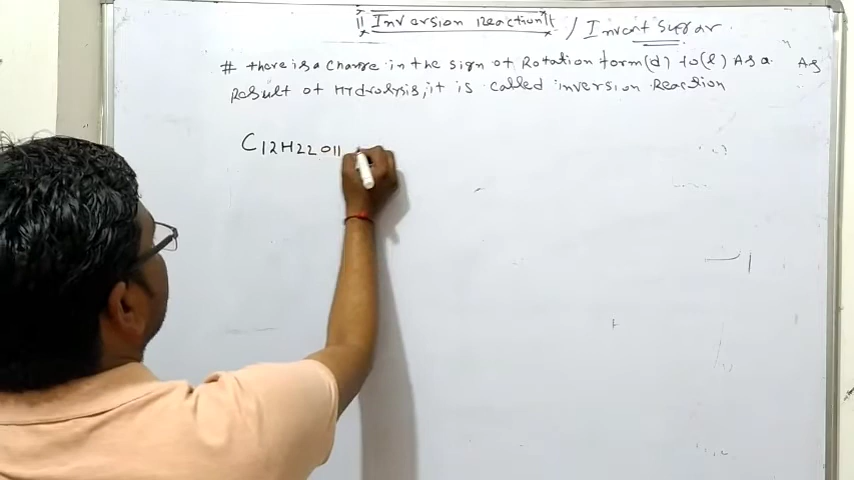 Inversion Reaction / Invert Sugar
# there is a change in the sign of Rotation form (d) to (l) As a As
Result of Hydrolysis, it is called inversion Reaction
C12H22O11